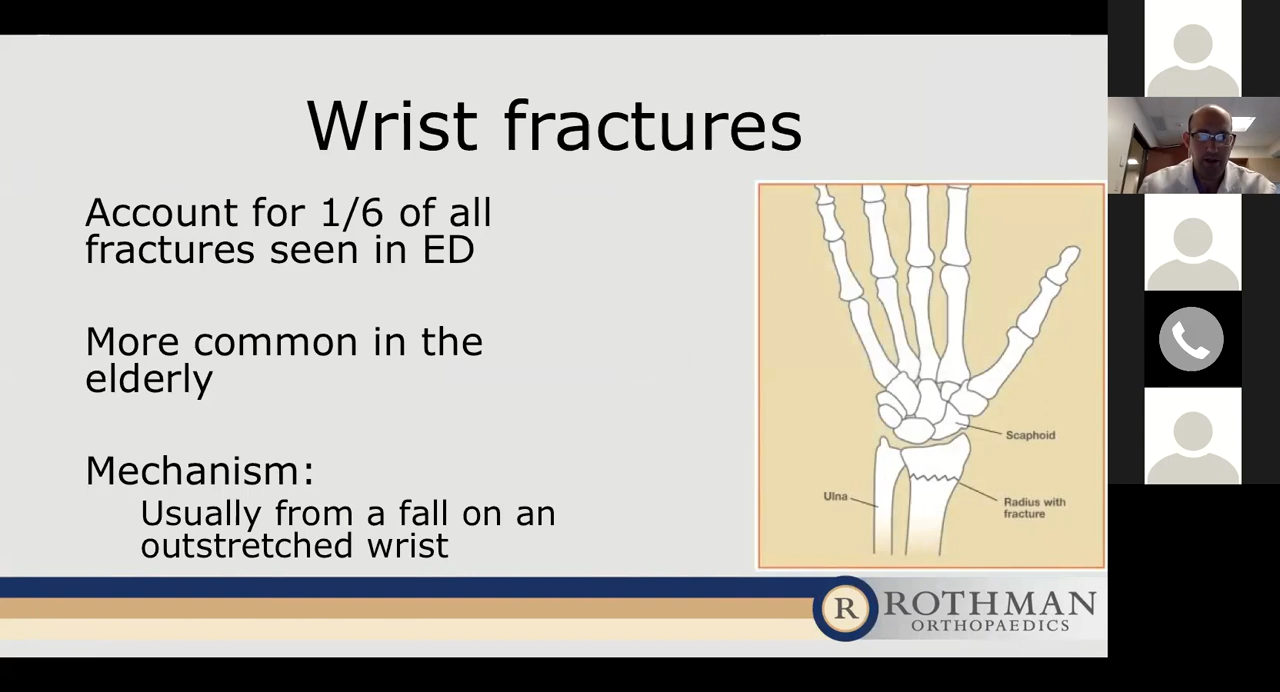 Wrist fractures
Account for 1/6 of all
fractures seen in ED
More common in the
elderly
Mechanism:
Usually from a fall on an
outstretched wrist
Scaphoid
Ulna
Radius with
fracture
R
ROTHMAN
ORTHOPAEDICS